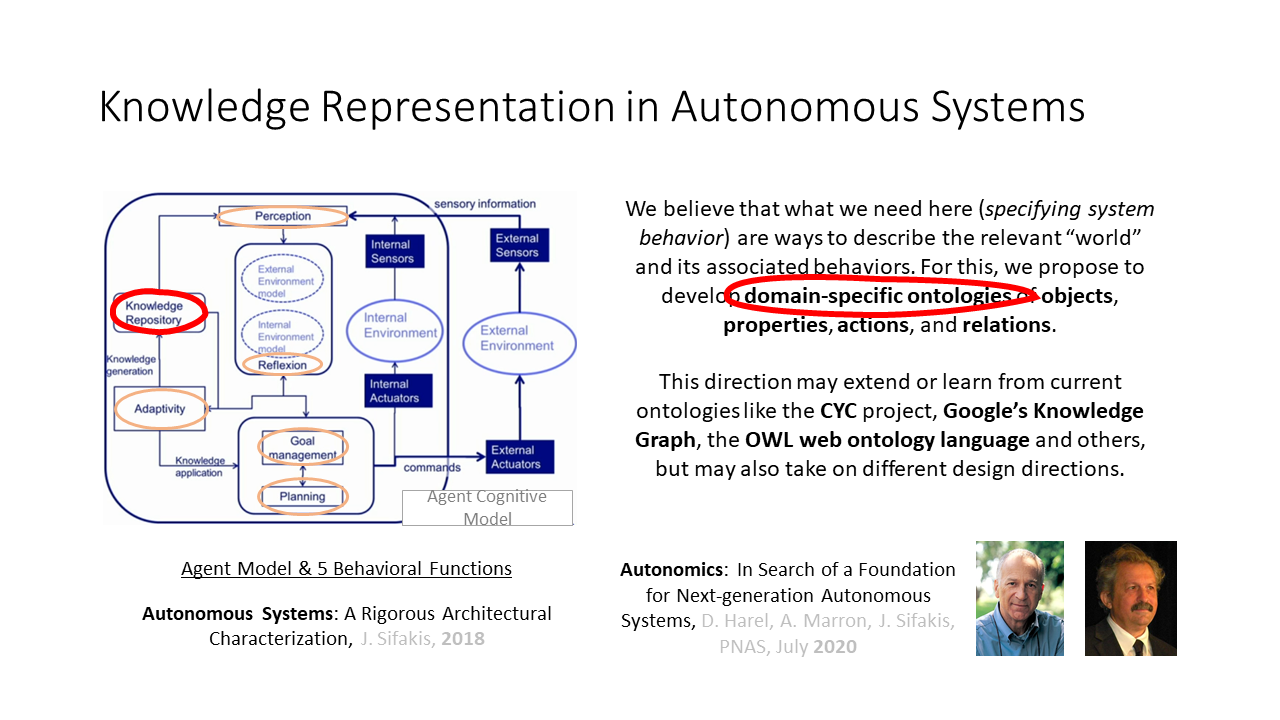 Knowledge Representation in Autonomous Systems
sensory information
Perception
Internal
Sensors
External
Sensors
External
Environment
model
Knowledge
Repository
Internal
Environment
model
Reflexion
Internal
Environment
External
Environment
Knowledge
generation
Internal
Actuators
Adaptivity
Goal
management
Knowledge
application
commands
External
Actuators
Planning
Agent Cognitive
Model
Agent Model & 5 Behavioral Functions
Autonomous Systems: A Rigorous Architectural
Characterization, J. Sifakis, 2018
We believe that what we need here (specifying system
behavior) are ways to describe the relevant “world”
and its associated behaviors. For this, we propose to
develop domain-specific ontologies of objects,
properties, actions, and relations.
This direction may extend or learn from current
ontologies like the CYC project, Google’s Knowledge
Graph, the OWL web ontology language and others,
but may also take on different design directions.
Autonomics: In Search of a Foundation
for Next-generation Autonomous
Systems, D. Harel, A. Marron, J. Sifakis,
PNAS, July 2020